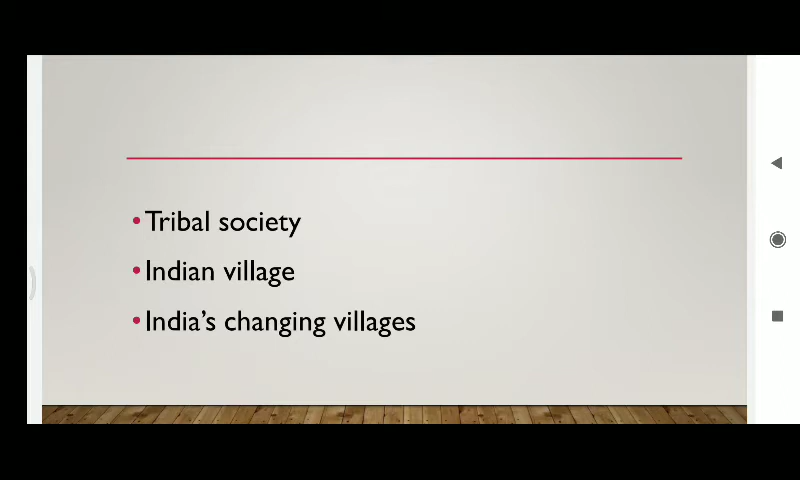 •Tribal society
•Indian village
•India's changing villages